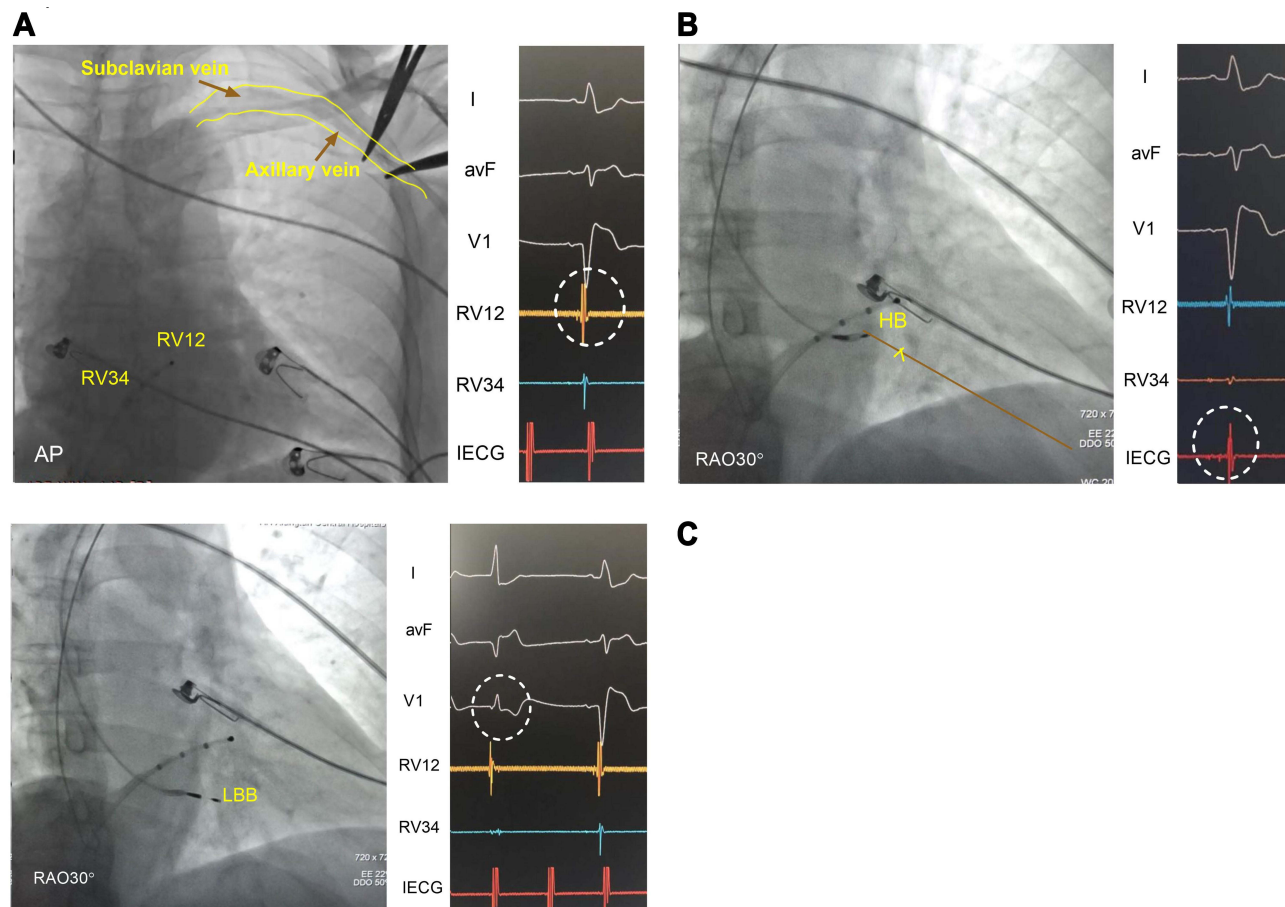 A
Subclavian vein
Axillary vein
RV12
RV34
AP
I
avF
V1
RV12
RV34
IECG
B
HB
RAO30°
720 x 7
EE 22
DDO 50
WC 20
I
avF
V1
RV12
RV34
IECG
C
LBB
RAO30°
720 x 72
EE 22°
DDO 50°
I
avF
V1
RV12
RV34
IECG